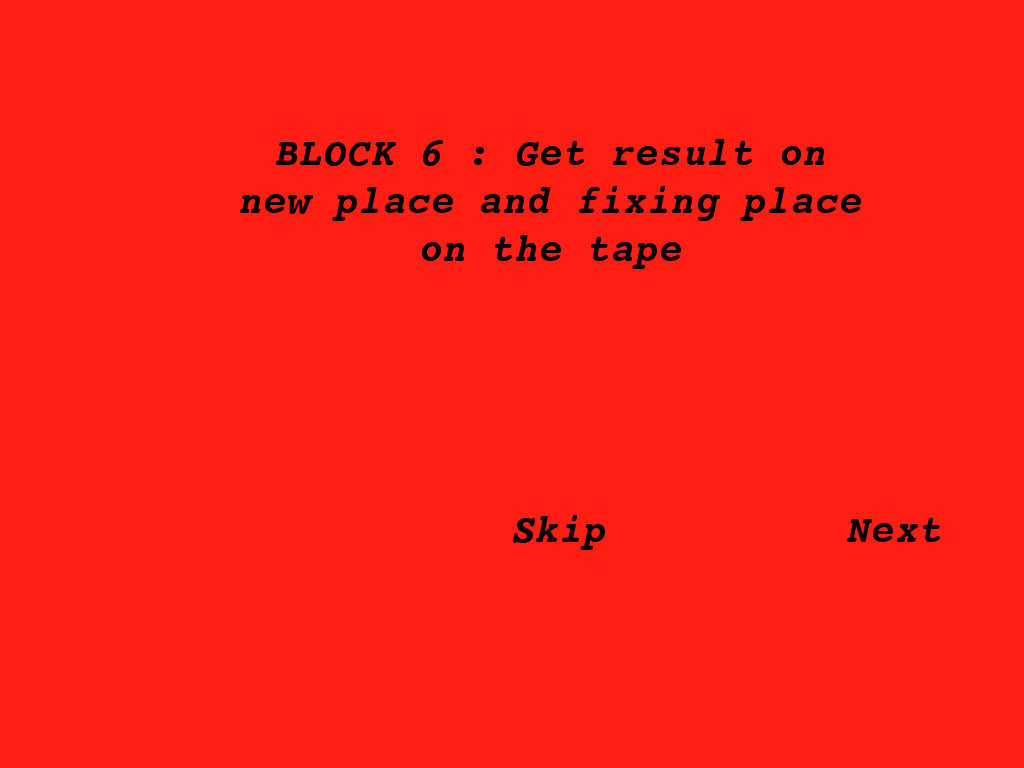 BLOCK 6 : Get result on
new place and fixing place
on the tape
Skip Next